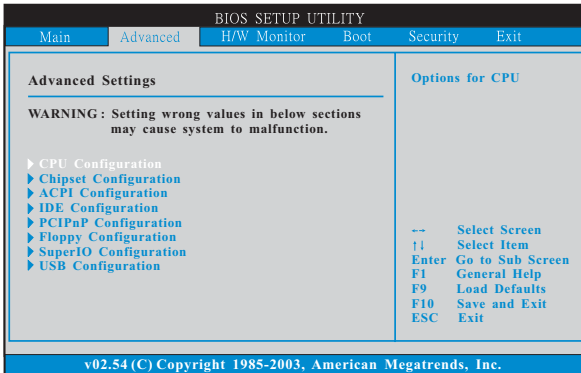 BIOS SETUP UTILITY
Main Advanced H/W Monitor Boot Security Exit
Advanced Settings
WARNING : Setting wrong values in below sections
may cause system to malfunction.
CPU Configuration
Chipset Configuration
ACPI Configuration
IDE Configuration
PCIPnP Configuration
Floppy Configuration
SuperIO Configuration
USB Configuration
Options for CPU
←→ Select Screen
↑↓ Select Item
Enter Go to Sub Screen
F1 General Help
F9 Load Defaults
F10 Save and Exit
ESC Exit
v02.54 (C) Copyright 1985-2003, American Megatrends, Inc.